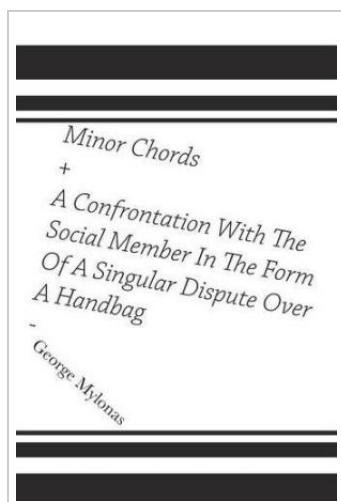 Minor Chords
+
A Confrontation With The
Social Member In The Form
Of A Singular Dispute Over
A Handbag
-
George Mylonas